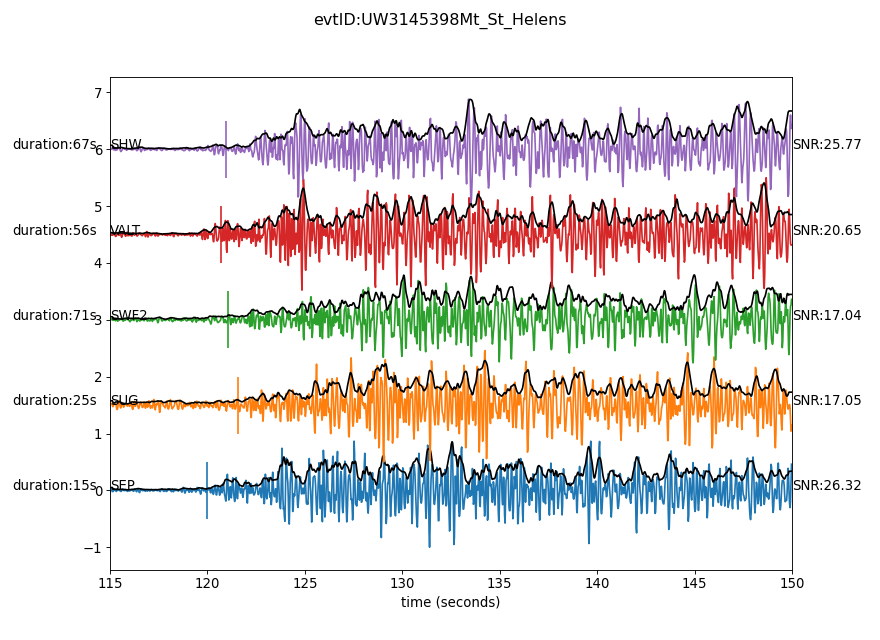 evtID:UW3145398Mt_St_Helens
7
duration:67s SHW SNR:25.77
6
5
duration:56s VALT SNR:20.65
4
duration:71s SWF2 SNR:17.04
3
2
duration:25s SUG SNR:17.05
1
duration:15s SEP SNR:26.32
0
−1
115 120 125 130 135 140 145 150
time (seconds)